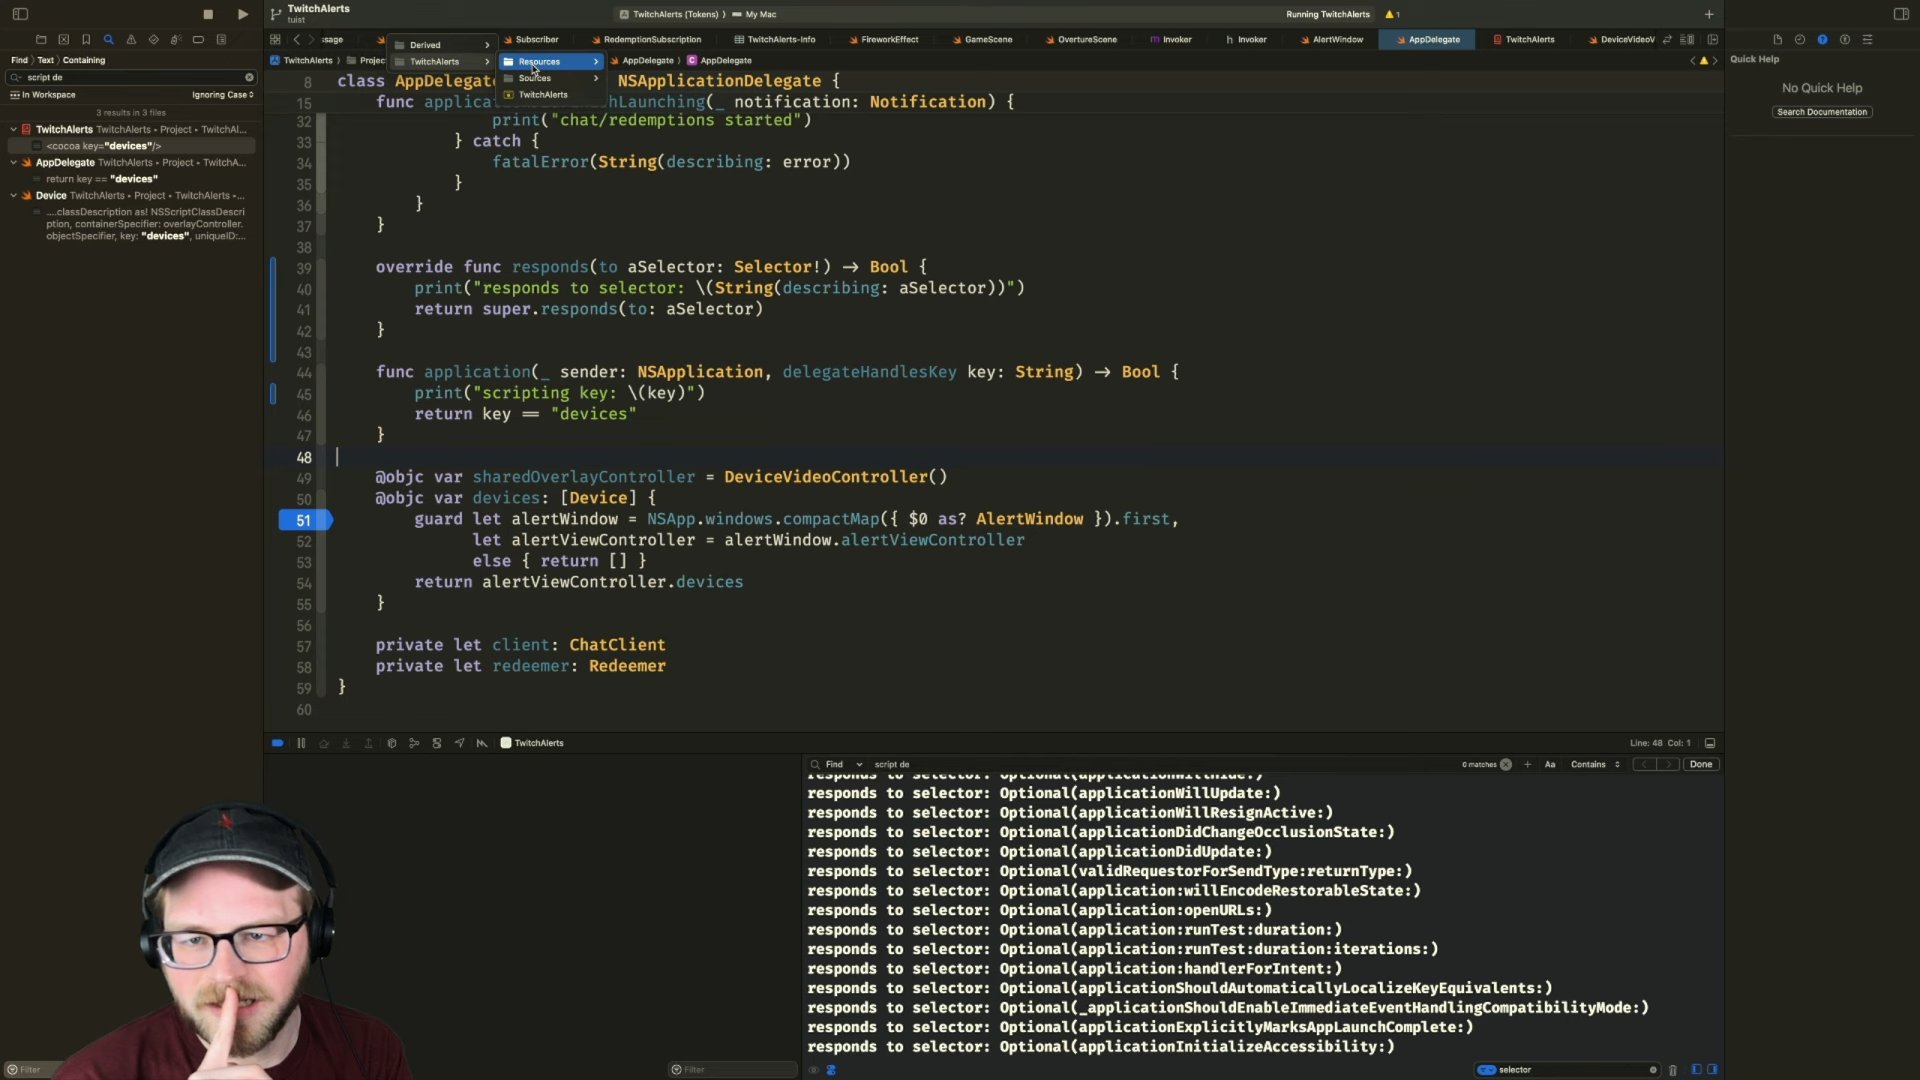 TwitchAlerts
tuist
TwitchAlerts (Tokens) › My Mac
Running TwitchAlerts
1
ssage
Subscriber
RedemptionSubscription
TwitchAlerts-Info
FireworkEffect
GameScene
OvertureScene
Invoker
Invoker
AlertWindow
AppDelegate
TwitchAlerts
DeviceVideoV
Derived
TwitchAlerts
Resources
Sources
TwitchAlerts
TwitchAlerts
Projec
AppDelegate
AppDelegate
Find › Text › Containing
script de
In Workspace
Ignoring Case
3 results in 3 files
TwitchAlerts TwitchAlerts • Project • TwitchAl...
<cocoa key="devices"/>
AppDelegate TwitchAlerts • Project • TwitchA...
return key == "devices"
Device TwitchAlerts • Project • TwitchAlerts •...
....classDescription as! NSScriptClassDescri
ption, containerSpecifier: overlayController.
objectSpecifier, key: "devices", uniqueID:...
8 class AppDelegate NSApplicationDelegate {
15 func applica hLaunching(_ notification: Notification) {
32 print("chat/redemptions started")
33 } catch {
34 fatalError(String(describing: error))
35 }
36 }
37 }
38
39 override func responds(to aSelector: Selector!) -> Bool {
40 print("responds to selector: \(String(describing: aSelector))")
41 return super.responds(to: aSelector)
42 }
43
44 func application(_ sender: NSApplication, delegateHandlesKey key: String) -> Bool {
45 print("scripting key: \(key)")
46 return key == "devices"
47 }
48
49 @objc var sharedOverlayController = DeviceVideoController()
50 @objc var devices: [Device] {
51 guard let alertWindow = NSApp.windows.compactMap({ $0 as? AlertWindow }).first,
52 let alertViewController = alertWindow.alertViewController
53 else { return [] }
54 return alertViewController.devices
55 }
56
57 private let client: ChatClient
58 private let redeemer: Redeemer
59 }
60
Quick Help
No Quick Help
Search Documentation
TwitchAlerts
Line: 48 Col: 1
Find
script de
0 matches
Aa
Contains
Done
responds to selector: Optional(applicationWillHide:)
responds to selector: Optional(applicationWillUpdate:)
responds to selector: Optional(applicationWillResignActive:)
responds to selector: Optional(applicationDidChangeOcclusionState:)
responds to selector: Optional(applicationDidUpdate:)
responds to selector: Optional(validRequestorForSendType:returnType:)
responds to selector: Optional(application:willEncodeRestorableState:)
responds to selector: Optional(application:openURLs:)
responds to selector: Optional(application:runTest:duration:)
responds to selector: Optional(application:runTest:duration:iterations:)
responds to selector: Optional(application:handlerForIntent:)
responds to selector: Optional(applicationShouldAutomaticallyLocalizeKeyEquivalents:)
responds to selector: Optional(_applicationShouldEnableImmediateEventHandlingCompatibilityMode:)
responds to selector: Optional(applicationExplicitlyMarksAppLaunchComplete:)
responds to selector: Optional(applicationInitializeAccessibility:)
Filter
Filter
selector